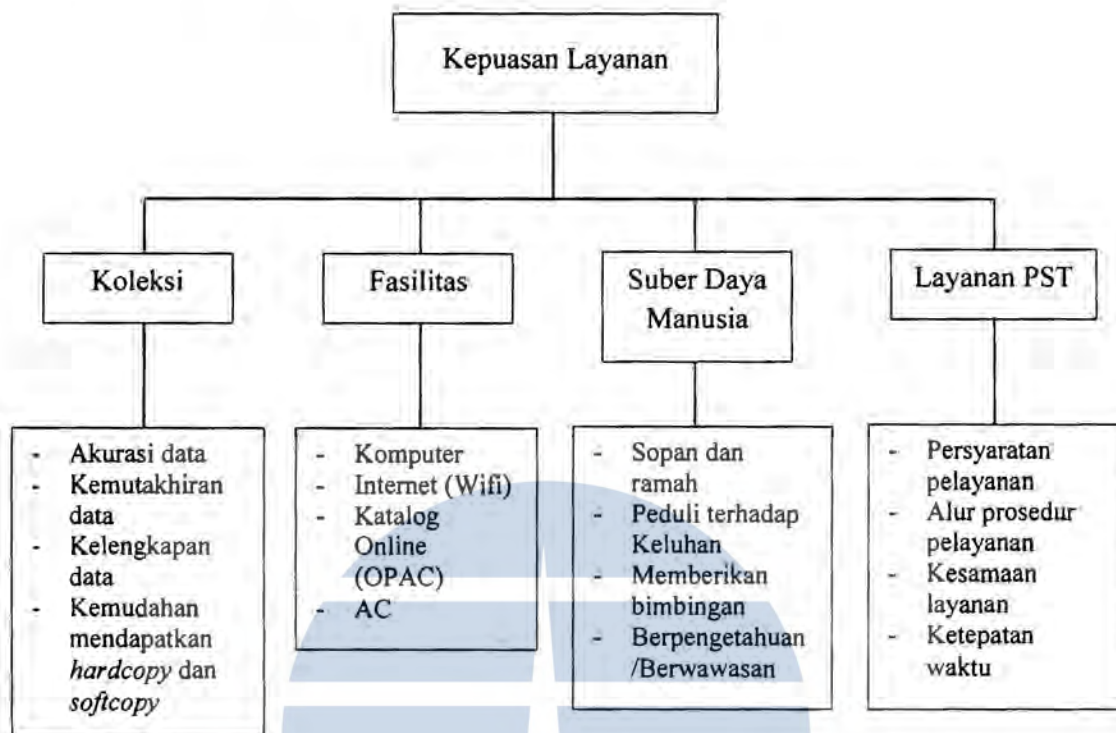 Kepuasan Layanan
Koleksi
Fasilitas
Suber Daya
Manusia
Layanan PST
- Akurasi data
- Kemutakhiran
data
- Kelengkapan
data
- Kemudahan
mendapatkan
hardcopy dan
softcopy
- Komputer
- Internet (Wifi)
- Katalog
Online
(OPAC)
- AC
- Sopan dan
ramah
- Peduli terhadap
Keluhan
- Memberikan
bimbingan
- Berpengetahuan
/Berwawasan
- Persyaratan
pelayanan
- Alur prosedur
pelayanan
- Kesamaan
layanan
- Ketepatan
waktu